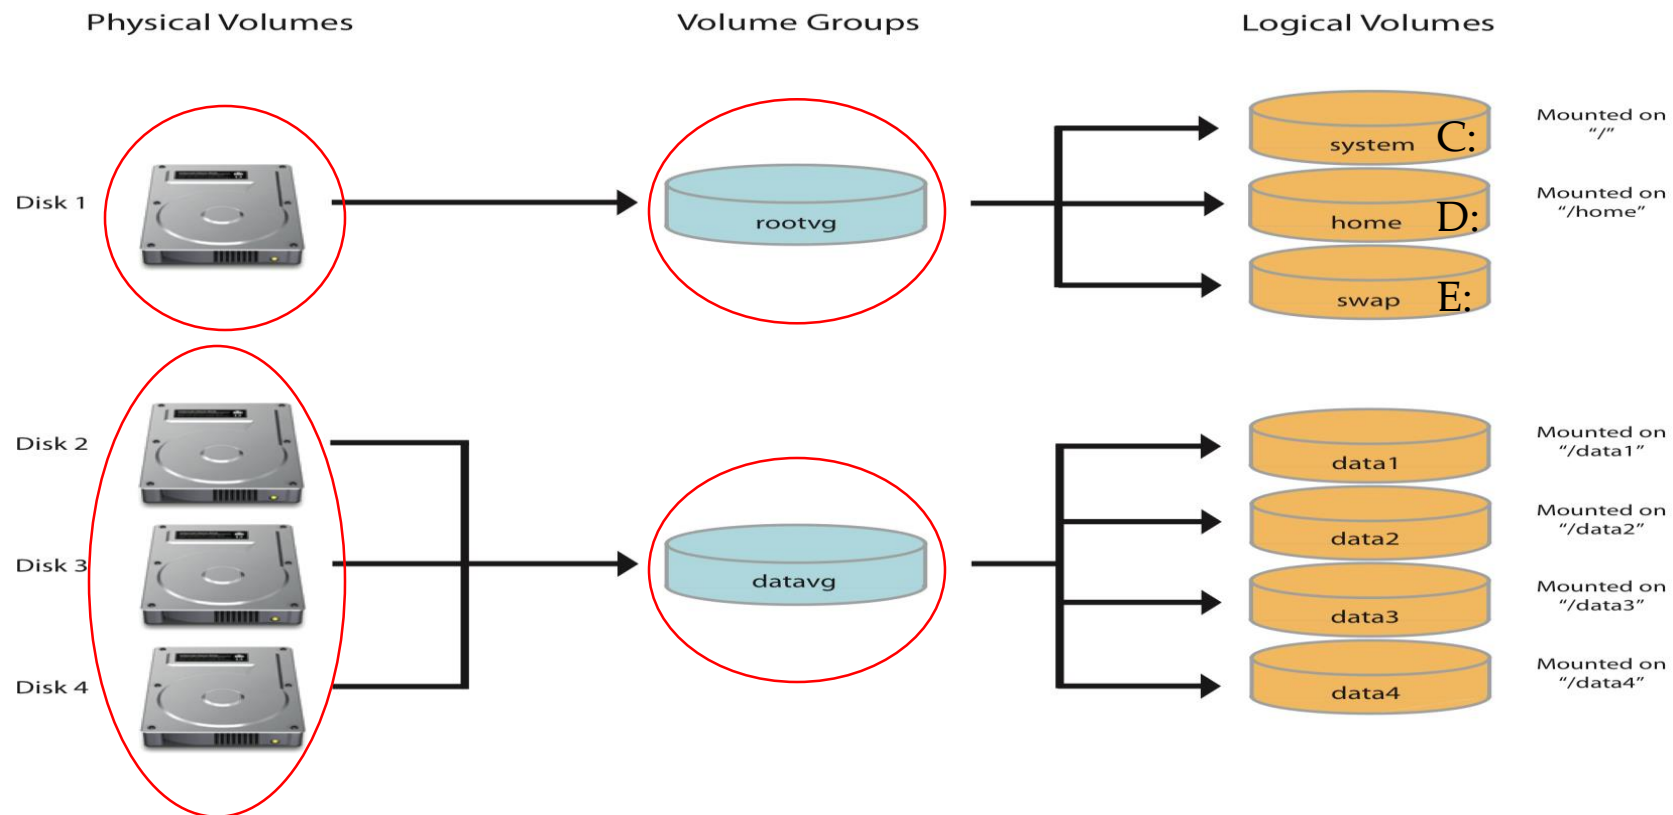 Physical Volumes
Volume Groups
Logical Volumes
Disk 1
rootvg
system C:
Mounted on
“/”
home D:
Mounted on
“/home”
swap E:
Disk 2
Disk 3
Disk 4
datavg
data1
Mounted on
“/data1”
data2
Mounted on
“/data2”
data3
Mounted on
“/data3”
data4
Mounted on
“/data4”